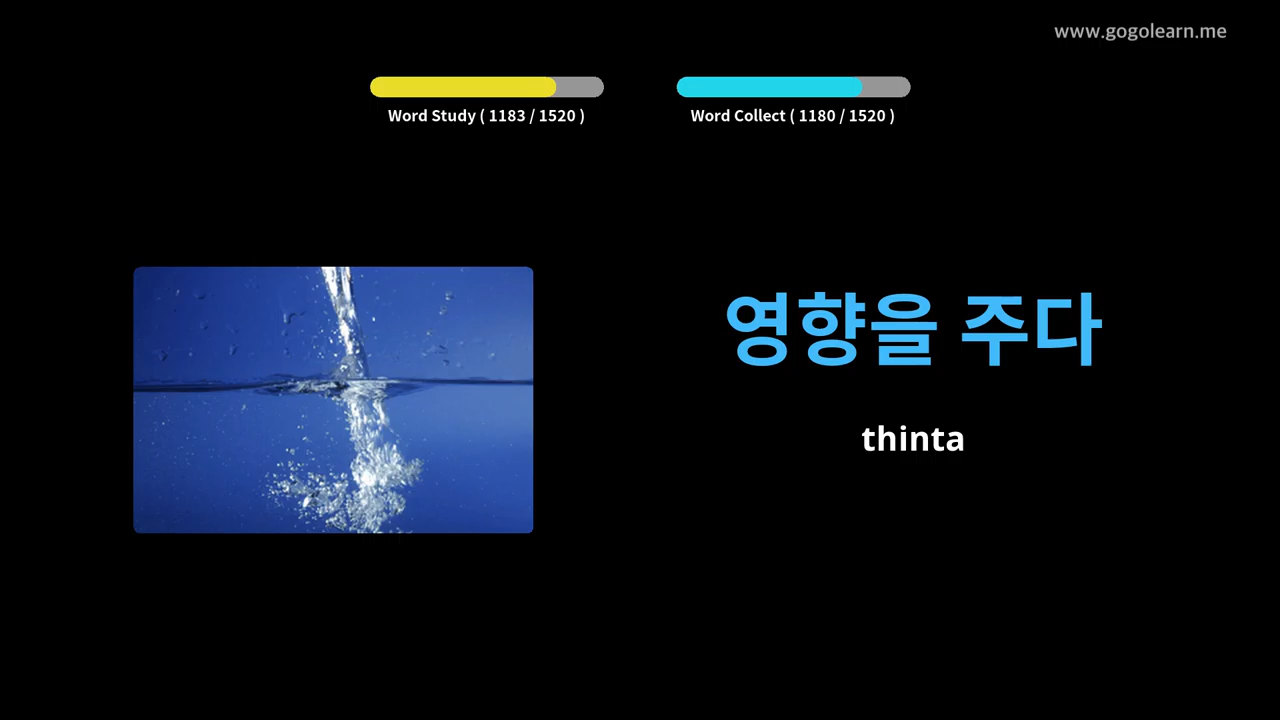 www.gogolearn.me
Word Study ( 1183 / 1520 )
Word Collect ( 1180 / 1520 )
영향을 주다
thinta